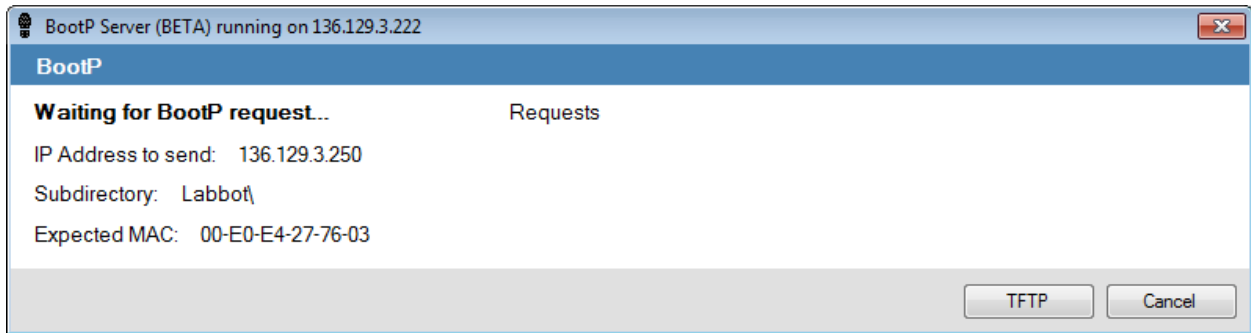 BootP Server (BETA) running on 136.129.3.222
BootP
Waiting for BootP request... Requests
IP Address to send: 136.129.3.250
Subdirectory: Labbot\
Expected MAC: 00-E0-E4-27-76-03
TFTP Cancel